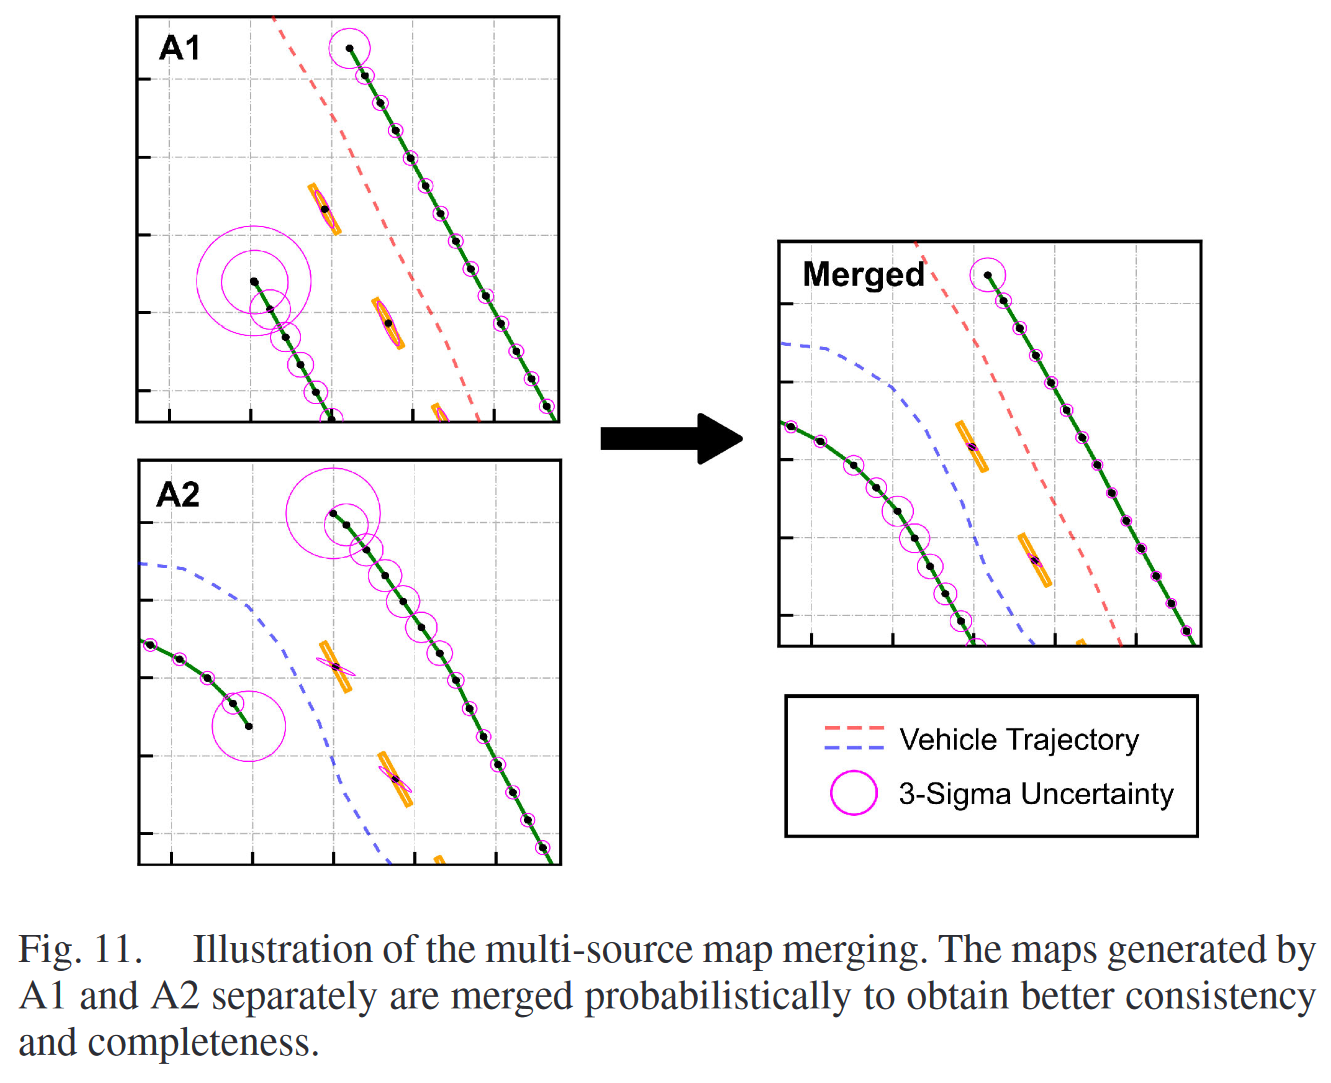 A1
A2
Merged
Vehicle Trajectory
3-Sigma Uncertainty
Fig. 11. Illustration of the multi-source map merging. The maps generated by
A1 and A2 separately are merged probabilistically to obtain better consistency
and completeness.